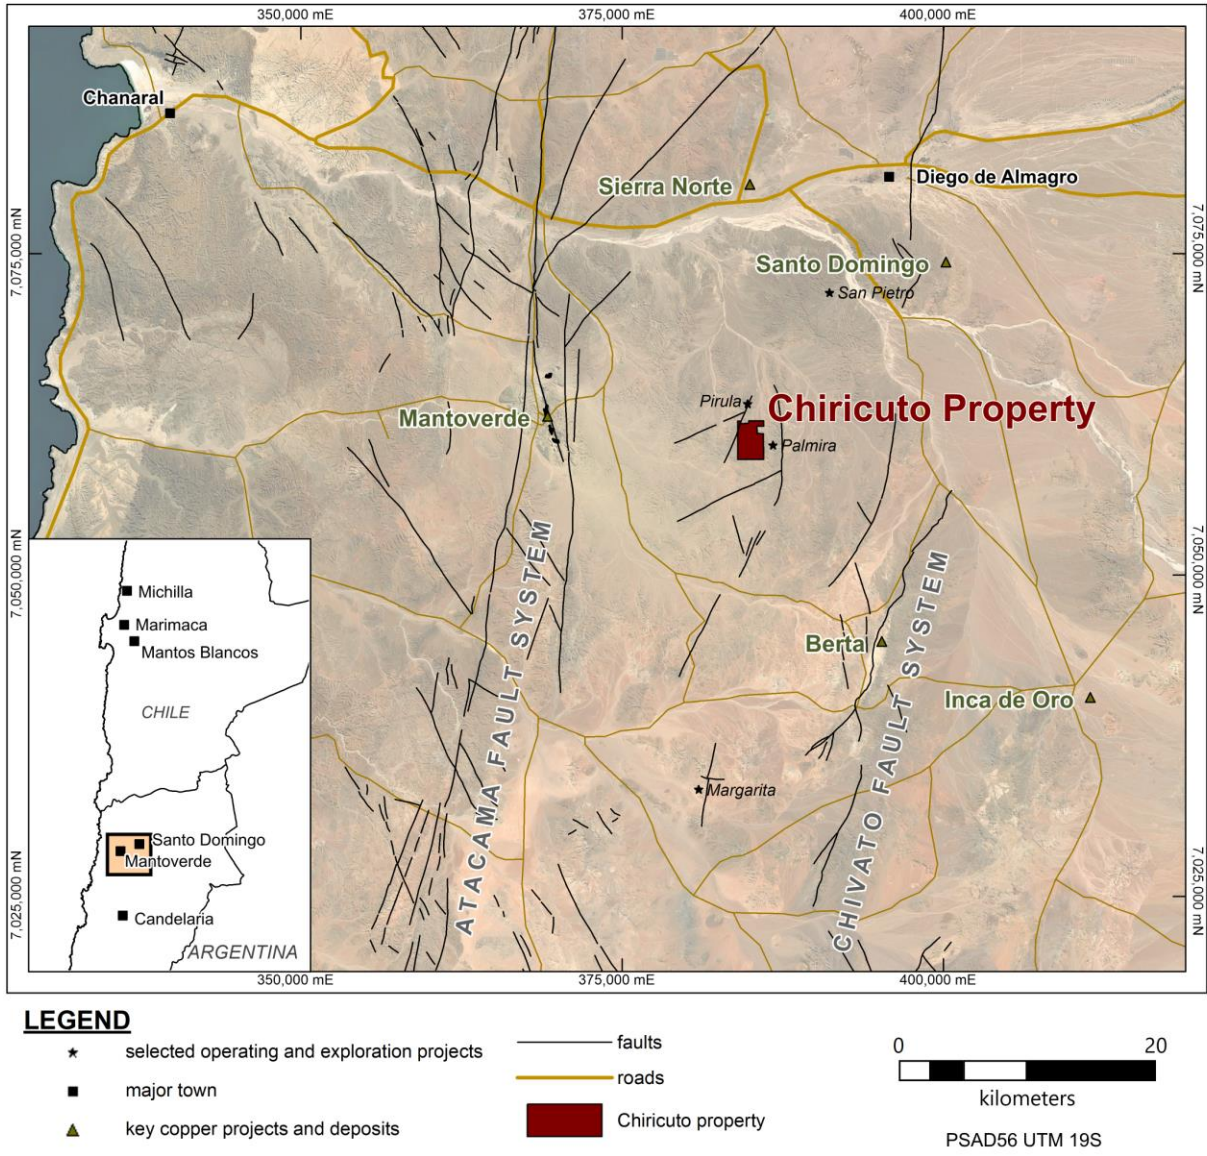 350,000 mE
375,000 mE
400,000 mE
Chanaral
Sierra Norte
Diego de Almagro
7,075,000 mN
7,075,000 mN
Santo Domingo
San Pietro
Pirula
Chiricuto Property
Mantoverde
Palmira
ATACAMA FAULT SYSTEM
CHIVATO FAULT SYSTEM
7,050,000 mN
7,050,000 mN
Michilla
Marimaca
Mantos Blancos
CHILE
Berta
Inca de Oro
Margarita
Santo Domingo
Mantoverde
Candelaria
ARGENTINA
7,025,000 mN
7,025,000 mN
350,000 mE
375,000 mE
400,000 mE
LEGEND
selected operating and exploration projects
major town
key copper projects and deposits
faults
roads
Chiricuto property
0
20
kilometers
PSAD56 UTM 19S